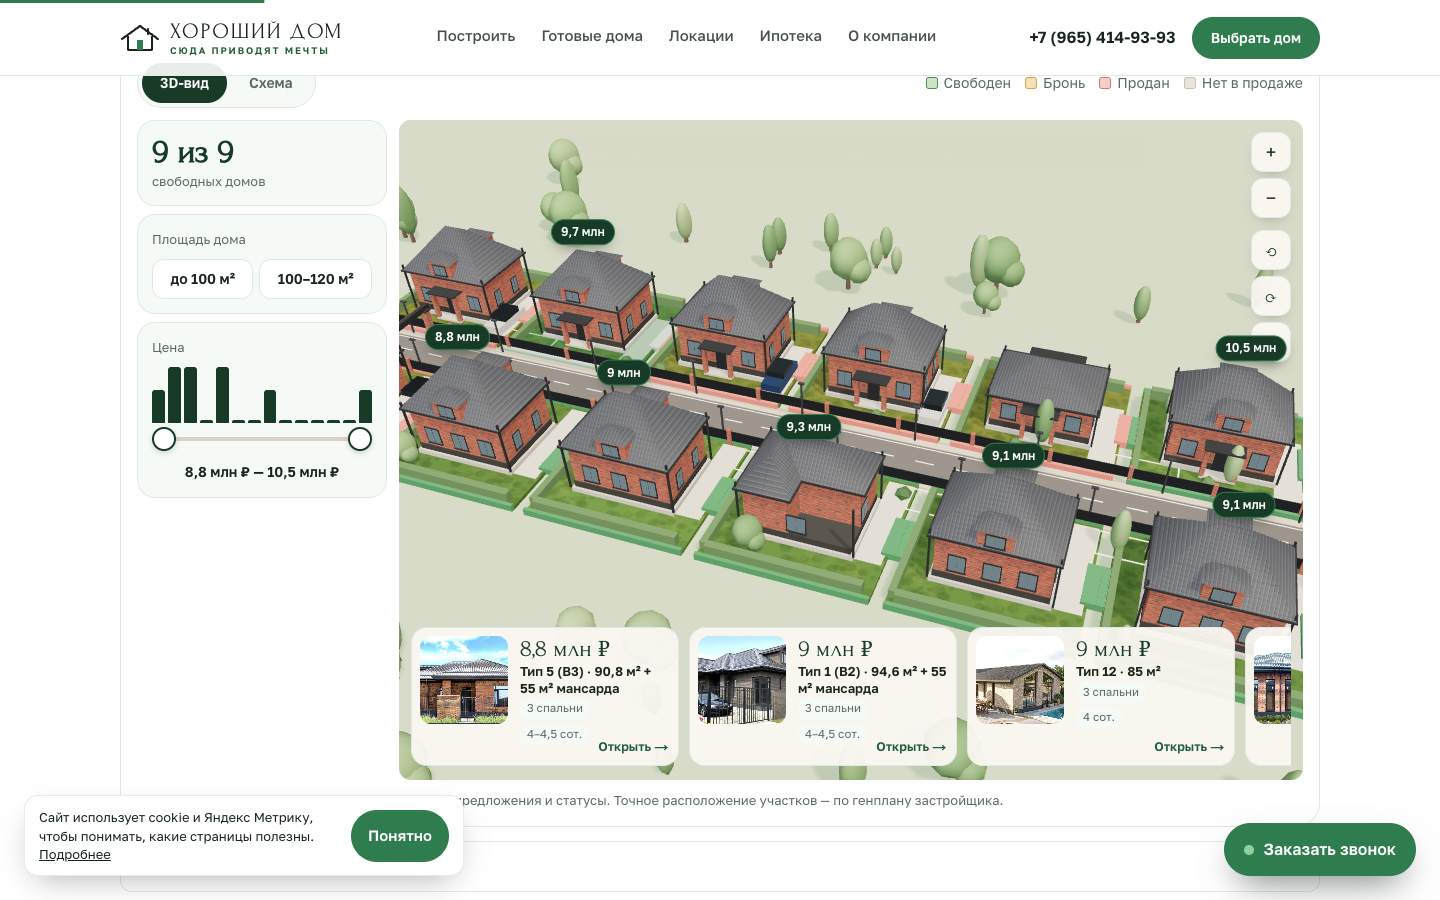 ХОРОШИЙ ДОМ
СЮДА ПРИВОДЯТ МЕЧТЫ
Построить
Готовые дома
Локации
Ипотека
О компании
+7 (965) 414-93-93
Выбрать дом
3D-вид
Схема
Свободен
Бронь
Продан
Нет в продаже
9 из 9
свободных домов
Площадь дома
до 100 м²
100–120 м²
Цена
8,8 млн ₽ — 10,5 млн ₽
+
−
9,7 млн
8,8 млн
9 млн
10,5 млн
9,3 млн
9,1 млн
9,1 млн
8,8 млн ₽
Тип 5 (В3) · 90,8 м² +
55 м² мансарда
3 спальни
4–4,5 сот.
Открыть →
9 млн ₽
Тип 1 (В2) · 94,6 м² + 55
м² мансарда
3 спальни
4–4,5 сот.
Открыть →
9 млн ₽
Тип 12 · 85 м²
3 спальни
4 сот.
Открыть →
и статусы. Точное расположение участков — по генплану застройщика.
Сайт использует cookie и Яндекс Метрику,
чтобы понимать, какие страницы полезны.
Подробнее
Понятно
Заказать звонок